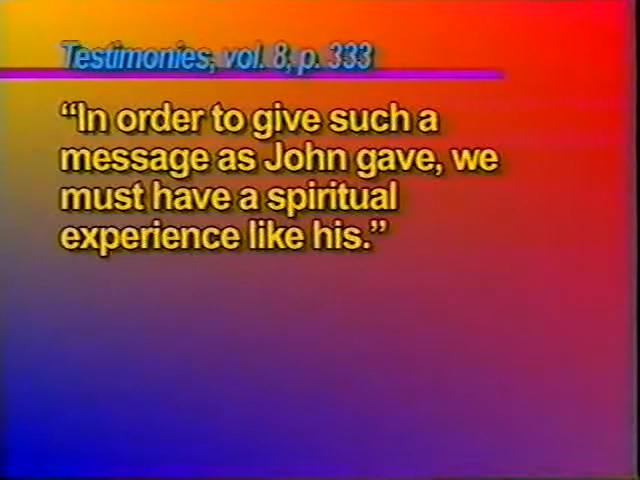 Testimonies, vol. 8, p. 333
“In order to give such a
message as John gave, we
must have a spiritual
experience like his.”